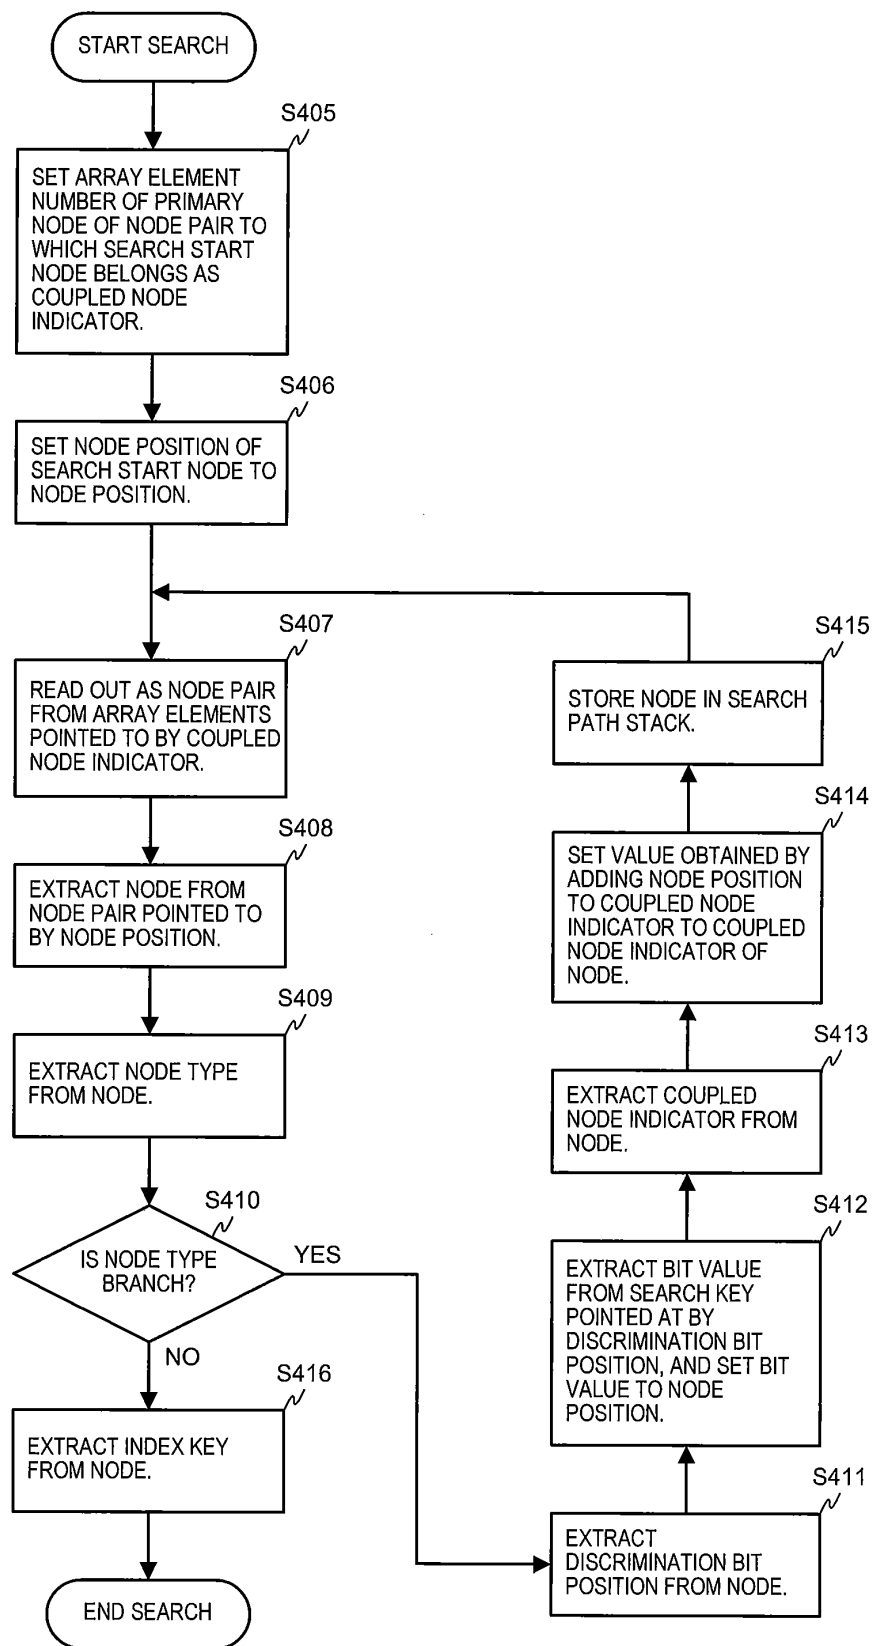 START SEARCH
S405
SET ARRAY ELEMENT
NUMBER OF PRIMARY
NODE OF NODE PAIR TO
WHICH SEARCH START
NODE BELONGS AS
COUPLED NODE
INDICATOR.
S406
SET NODE POSITION OF
SEARCH START NODE TO
NODE POSITION.
S407
READ OUT AS NODE PAIR
FROM ARRAY ELEMENTS
POINTED TO BY COUPLED
NODE INDICATOR.
S408
EXTRACT NODE FROM
NODE PAIR POINTED TO
BY NODE POSITION.
S409
EXTRACT NODE TYPE
FROM NODE.
S410
IS NODE TYPE
BRANCH?
YES
NO
S416
EXTRACT INDEX KEY
FROM NODE.
END SEARCH
S415
STORE NODE IN SEARCH
PATH STACK.
S414
SET VALUE OBTAINED BY
ADDING NODE POSITION
TO COUPLED NODE
INDICATOR TO COUPLED
NODE INDICATOR OF
NODE.
S413
EXTRACT COUPLED
NODE INDICATOR FROM
NODE.
S412
EXTRACT BIT VALUE
FROM SEARCH KEY
POINTED AT BY
DISCRIMINATION BIT
POSITION, AND SET BIT
VALUE TO NODE
POSITION.
S411
EXTRACT
DISCRIMINATION BIT
POSITION FROM NODE.